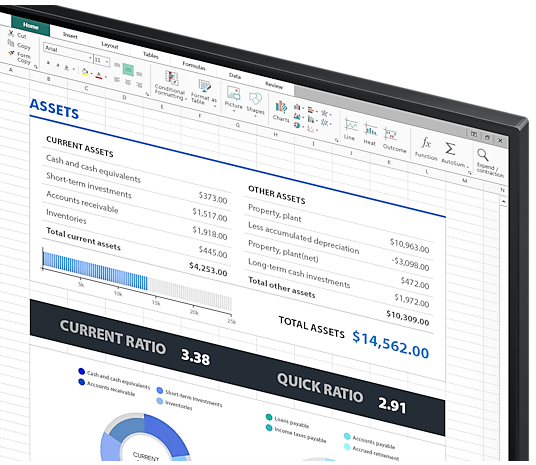 Home Insert Layout Tables Formulas Data Review
Cut
Copy
Form Copy
Arial 11
Conditional Formatting
Format as Table
Picture
Shapes
Charts
Line
Heat
Outcome
Function
AutoSum
Expend / contraction
A B C D E F G H I J K L M N
ASSETS
CURRENT ASSETS
Cash and cash equivalents $373.00
Short-term investments $1,517.00
Accounts receivable $1,918.00
Inventories $445.00
Total current assets $4,253.00
5k 10k 15k 20k 25k
OTHER ASSETS
Property, plant $10,963.00
Less accumulated depreciation -$3,098.00
Property, plant(net) $472.00
Long-term cash investments $1,972.00
Total other assets $10,309.00
TOTAL ASSETS $14,562.00
CURRENT RATIO 3.38
QUICK RATIO 2.91
Cash and cash equivalents
Short-term investments
Accounts receivable
Inventories
Loans payable
Accounts payable
Income taxes payable
Accrued retirement
CURRENT